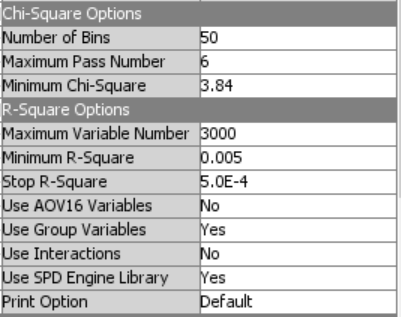 Chi-Square Options
Number of Bins 50
Maximum Pass Number 6
Minimum Chi-Square 3.84
R-Square Options
Maximum Variable Number 3000
Minimum R-Square 0.005
Stop R-Square 5.0E-4
Use AOV16 Variables No
Use Group Variables Yes
Use Interactions No
Use SPD Engine Library Yes
Print Option Default